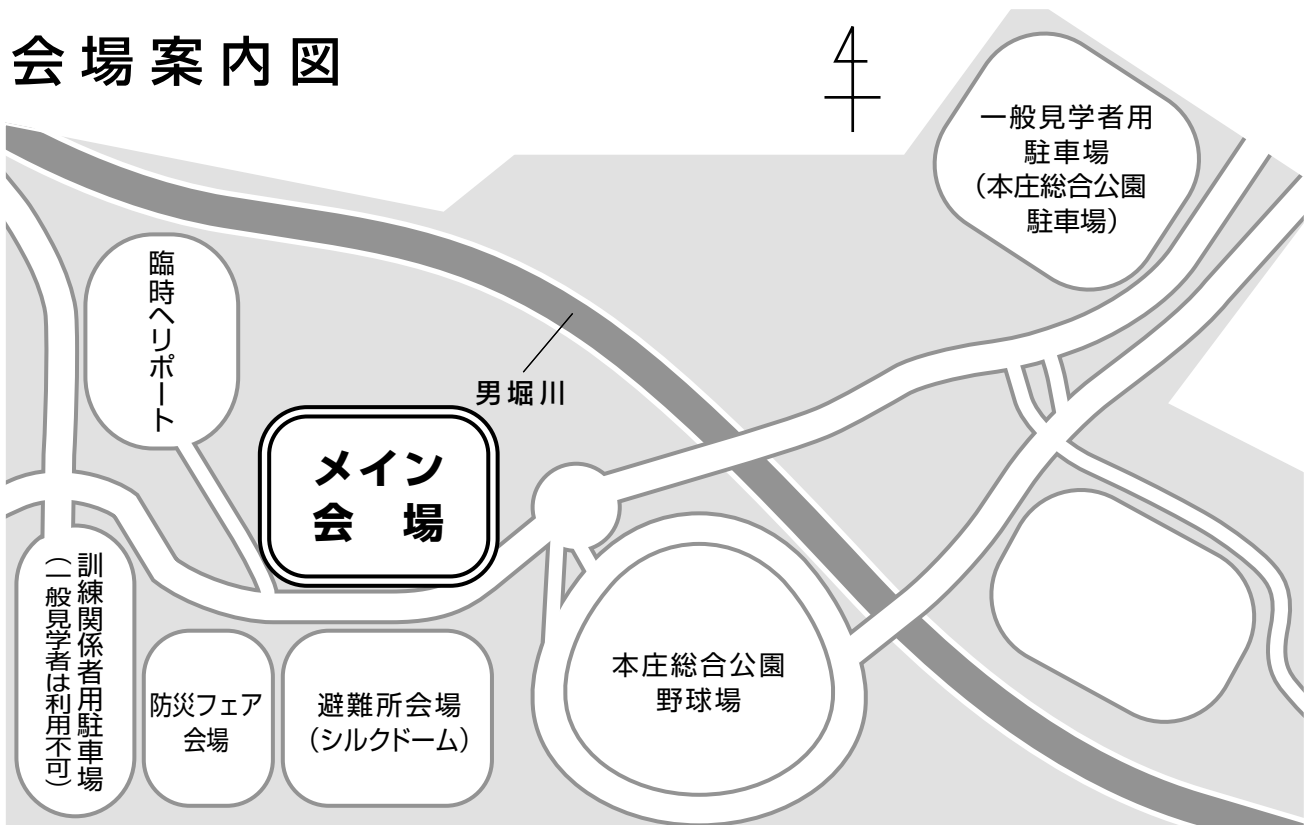 会場案内図
一般見学者用
駐車場
（本庄総合公園
駐車場）
臨時ヘリポート
男堀川
メイン
会　場
訓練関係者用駐車場
（一般見学者は利用不可）
防災フェア
会場
避難所会場
（シルクドーム）
本庄総合公園
野球場